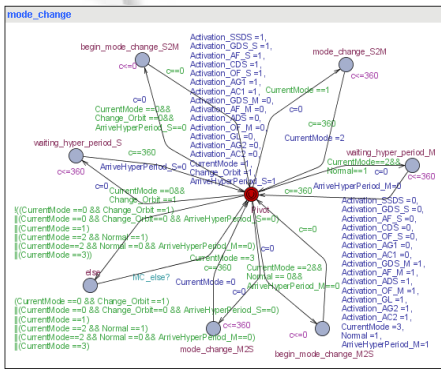 mode_change
Activation_SSDS =1,
Activation_GDS_S =1,
Activation_AF_S =1,
Activation_CDS =1,
Activation_OF_S =1,
Activation_AG1 =0,
Activation_AC1 =0,
Activation_GDS_M =0,
Activation_AF_M =0,
Activation_ADS =0,
Activation_OF_M =0,
Activation_GL =0,
Activation_AG2 =0,
Activation_AC2 =0,
CurrentMode =1,
Change_Orbit =1,
ArriveHyperPeriod_S=1
begin_mode_change_S2M
c<=0
c==0
c=0
CurrentMode ==0&&
Change_Orbit ==0&&
ArriveHyperPeriod_S==0
mode_change_S2M
c<=360
CurrentMode ==1
c=0
c==360
CurrentMode =2
waiting_hyper_period_S
c<=360
c==360
ArriveHyperPeriod_S=0
c=0
CurrentMode ==0&&
Change_Orbit ==1
waiting_hyper_period_M
CurrentMode==2&&
Normal==1
c=0
c<=360
c==360
ArriveHyperPeriod_M=0
Pivot
!((CurrentMode ==0 && Change_Orbit ==1)
||(CurrentMode ==0 && Change_Orbit==0 && ArriveHyperPeriod_S==0)
||(CurrentMode ==1)
||(CurrentMode ==2 && Normal ==1)
||(CurrentMode==2 && Normal ==0 && ArriveHyperPeriod_M==0)
||(CurrentMode ==3))
else
MC_else?
(CurrentMode ==0 && Change_Orbit ==1)
||(CurrentMode ==0 && Change_Orbit==0 && ArriveHyperPeriod_S==0)
||(CurrentMode ==1)
||(CurrentMode ==2 && Normal ==1)
||(CurrentMode ==2 && Normal ==0 && ArriveHyperPeriod_M==0)
||(CurrentMode ==3)
CurrentMode ==3
c==360
CurrentMode =0
c=0
c<=360
mode_change_M2S
c==0
CurrentMode ==2&&
Normal ==0&&
ArriveHyperPeriod_M==0
c=0
c<=0
begin_mode_change_M2S
Activation_SSDS =0,
Activation_GDS_S =0,
Activation_AF_S =0,
Activation_CDS =0,
Activation_OF_S =0,
Activation_AG1 =0,
Activation_AC1 =0,
Activation_GDS_M =1,
Activation_AF_M =1,
Activation_ADS =1,
Activation_OF_M =1,
Activation_GL =1,
Activation_AG2 =1,
Activation_AC2 =1,
CurrentMode =3,
Normal =1,
ArriveHyperPeriod_M=1